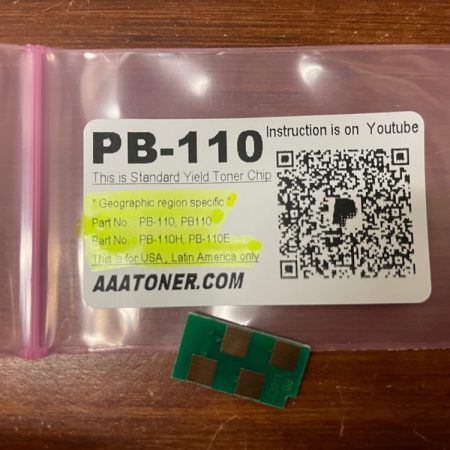 PB-110
Instruction is on Youtube
This is Standard Yield Toner Chip
* Geographic region specific *
Part No. : PB-110, PB110
Part No. : PB-110H, PB-110E
This is for USA , Latin America only
AAATONER.COM